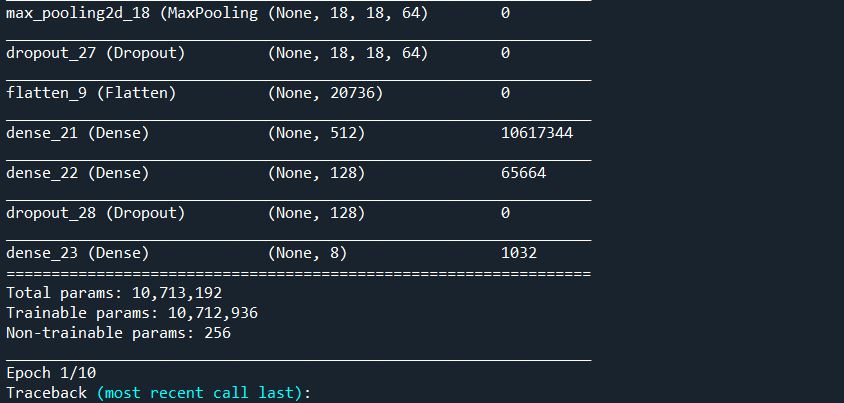 max_pooling2d_18 (MaxPooling (None, 18, 18, 64) 0
dropout_27 (Dropout) (None, 18, 18, 64) 0
flatten_9 (Flatten) (None, 20736) 0
dense_21 (Dense) (None, 512) 10617344
dense_22 (Dense) (None, 128) 65664
dropout_28 (Dropout) (None, 128) 0
dense_23 (Dense) (None, 8) 1032
=================================================================
Total params: 10,713,192
Trainable params: 10,712,936
Non-trainable params: 256
Epoch 1/10
Traceback (most recent call last):